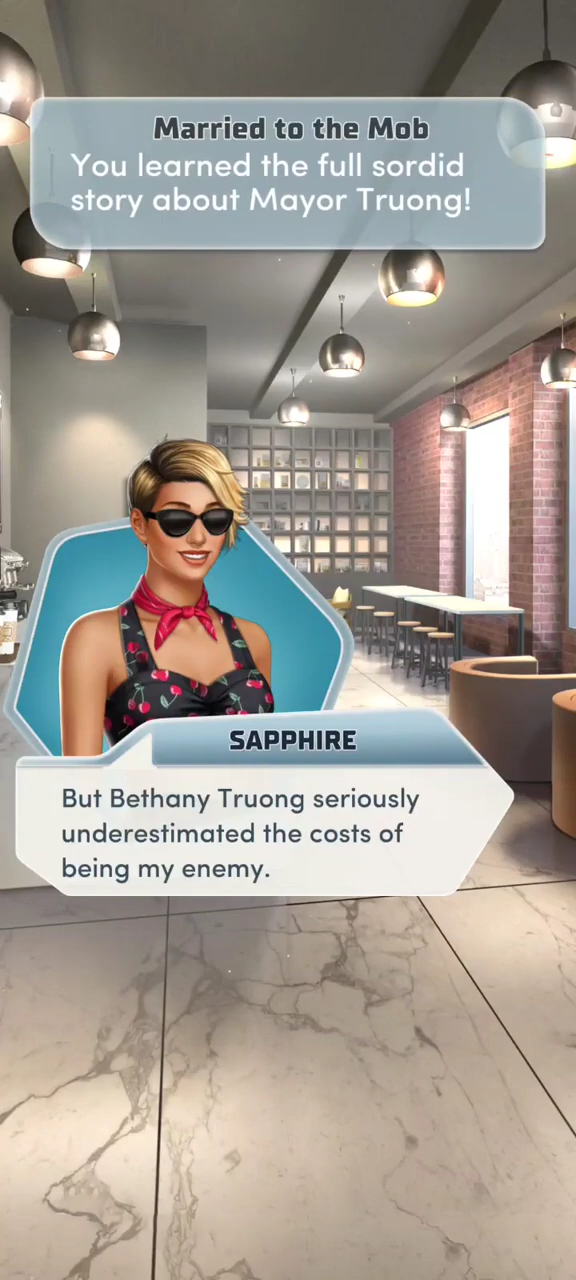 Married to the Mob
You learned the full sordid
story about Mayor Truong!
SAPPHIRE
But Bethany Truong seriously
underestimated the costs of
being my enemy.